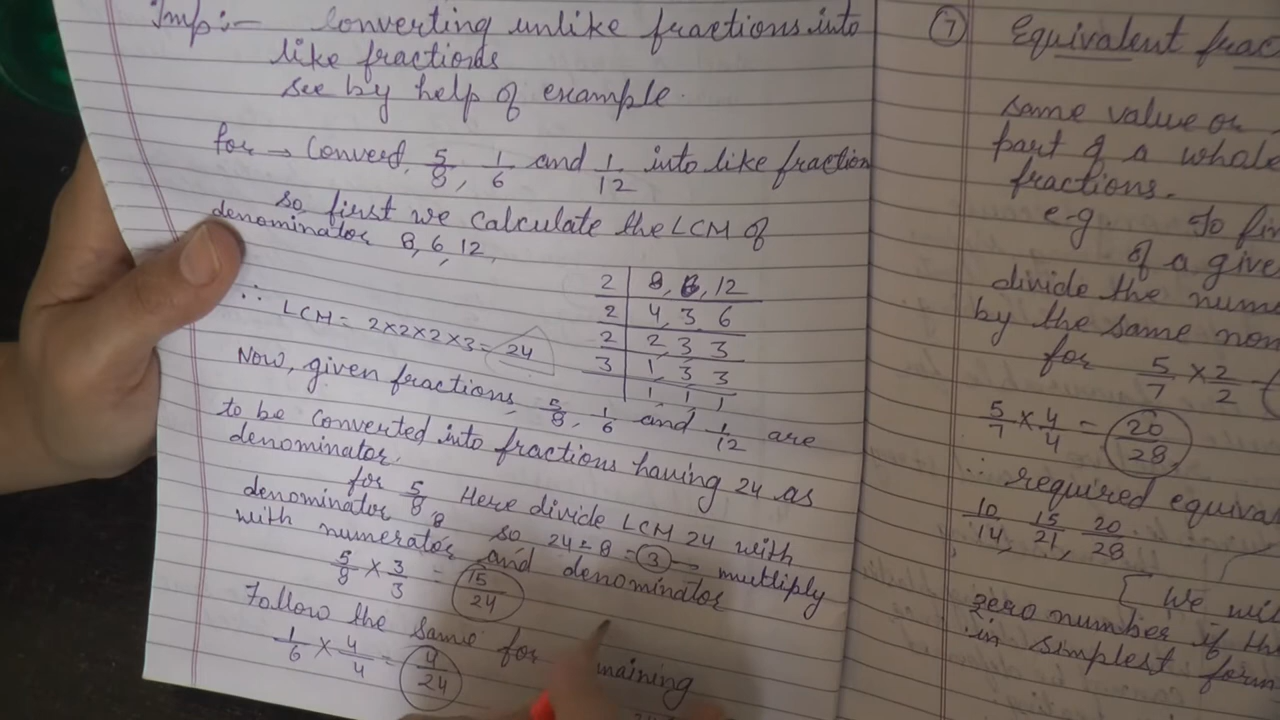 Imp:- Converting unlike fractions into
like fractions
see by help of example.
for → Convert, 5/8, 1/6 and 1/12 into like fraction
so first we calculate the LCM of
denominator 8, 6, 12,
2 | 8, 6, 12
2 | 4, 3 6
2 | 2 3 3
3 | 1, 3 3
1, 1, 1
∴ LCM = 2×2×2×3 = 24
Now, given fractions, 5/8, 1/6 and 1/12 are
to be converted into fractions having 24 as
denominator.
for 5/8, Here divide LCM 24 with
denominator 8 so 24÷8 = 3 → multiply
with numerator and denominator
5/8 × 3/3 = 15/24
Follow the same for
1/6 × 4/4 = 4/24
7 Equivalent frac
same value or
part of a whole
fractions.
e-g. To fin
of a give
divide the nume
by the same non
for 5/7 × 2/2 =
5/7 × 4/4 = 20/28,
∴ required equiva
10/14, 15/21, 20/28
[ We wil
zero number if th
in simplest form